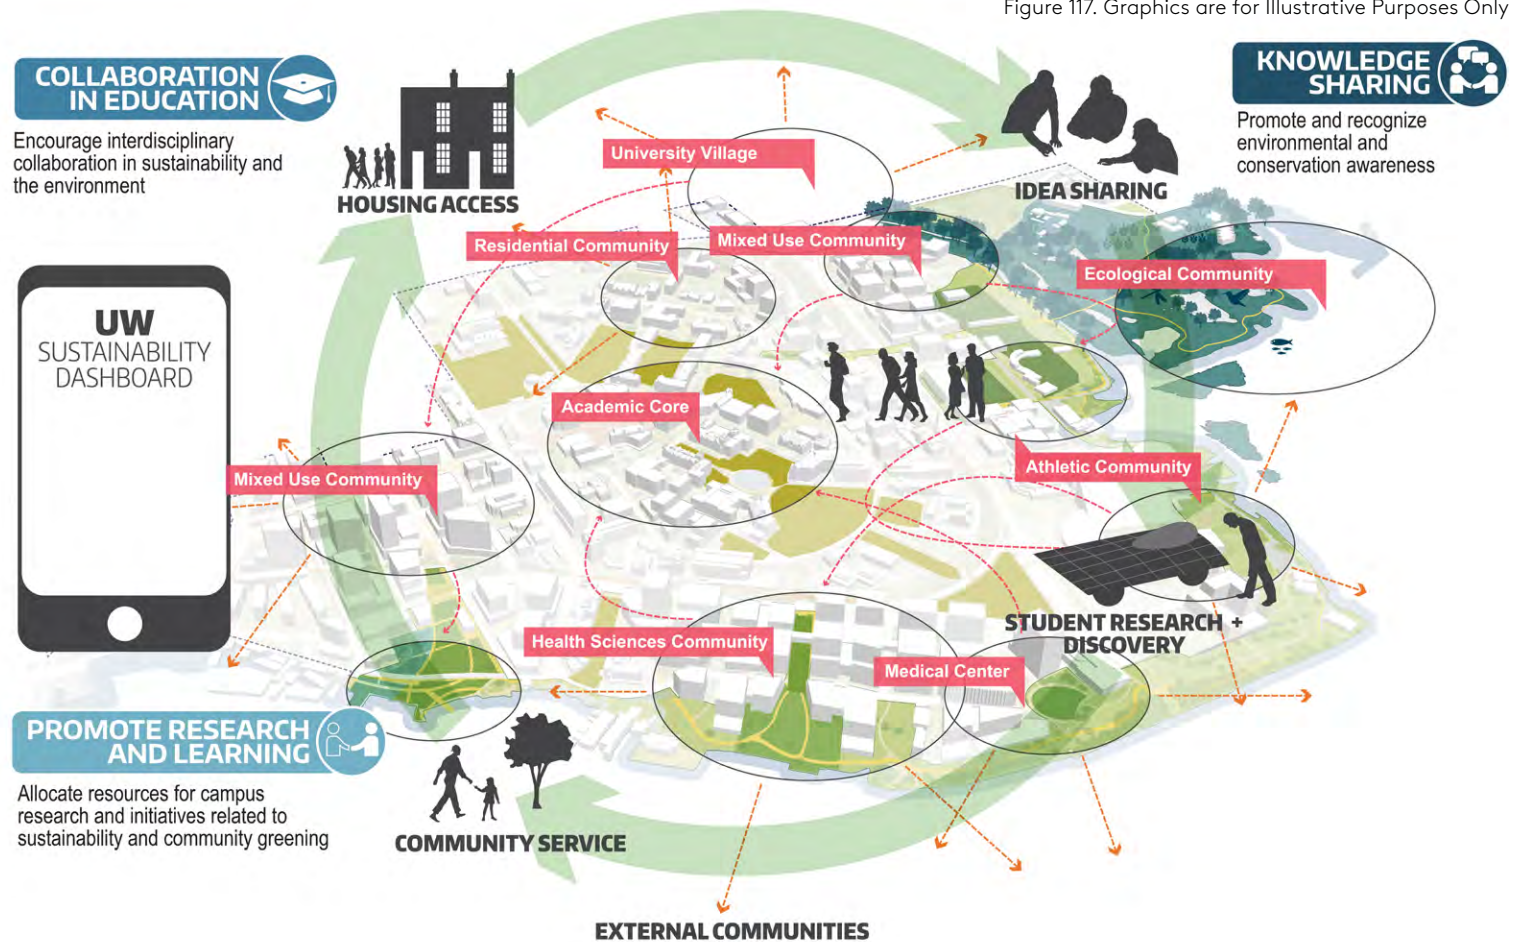 Figure 117. Graphics are for Illustrative Purposes Only
COLLABORATION
IN EDUCATION
Encourage interdisciplinary
collaboration in sustainability and
the environment
KNOWLEDGE
SHARING
Promote and recognize
environmental and
conservation awareness
HOUSING ACCESS
IDEA SHARING
University Village
Residential Community
Mixed Use Community
Ecological Community
UW
SUSTAINABILITY
DASHBOARD
Academic Core
Mixed Use Community
Athletic Community
Health Sciences Community
Medical Center
STUDENT RESEARCH +
DISCOVERY
PROMOTE RESEARCH
AND LEARNING
Allocate resources for campus
research and initiatives related to
sustainability and community greening
COMMUNITY SERVICE
EXTERNAL COMMUNITIES